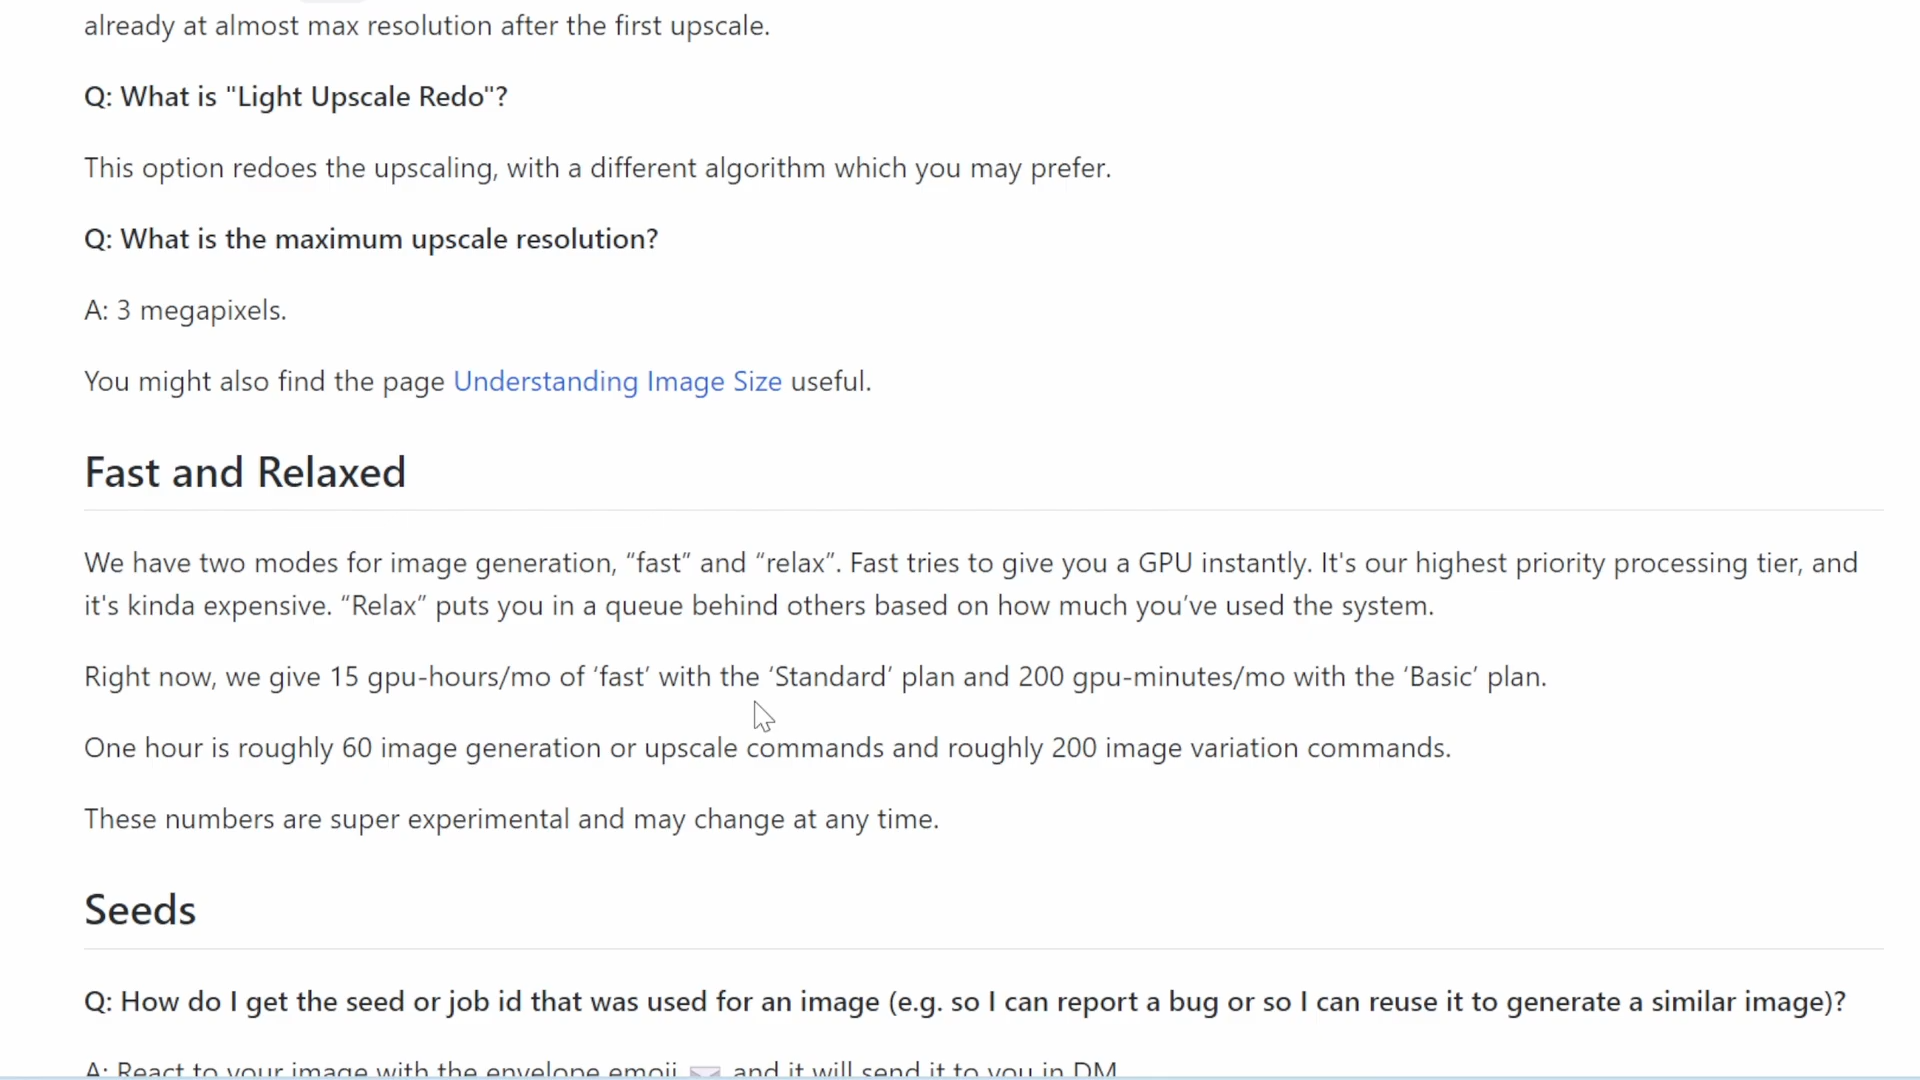 already at almost max resolution after the first upscale.
Q: What is "Light Upscale Redo"?
This option redoes the upscaling, with a different algorithm which you may prefer.
Q: What is the maximum upscale resolution?
A: 3 megapixels.
You might also find the page Understanding Image Size useful.
Fast and Relaxed
We have two modes for image generation, “fast” and “relax”. Fast tries to give you a GPU instantly. It's our highest priority processing tier, and
it's kinda expensive. “Relax” puts you in a queue behind others based on how much you’ve used the system.
Right now, we give 15 gpu-hours/mo of ‘fast’ with the ‘Standard’ plan and 200 gpu-minutes/mo with the ‘Basic’ plan.
One hour is roughly 60 image generation or upscale commands and roughly 200 image variation commands.
These numbers are super experimental and may change at any time.
Seeds
Q: How do I get the seed or job id that was used for an image (e.g. so I can report a bug or so I can reuse it to generate a similar image)?
A: React to your image with the envelope emoji ✉ and it will send it to you in DM